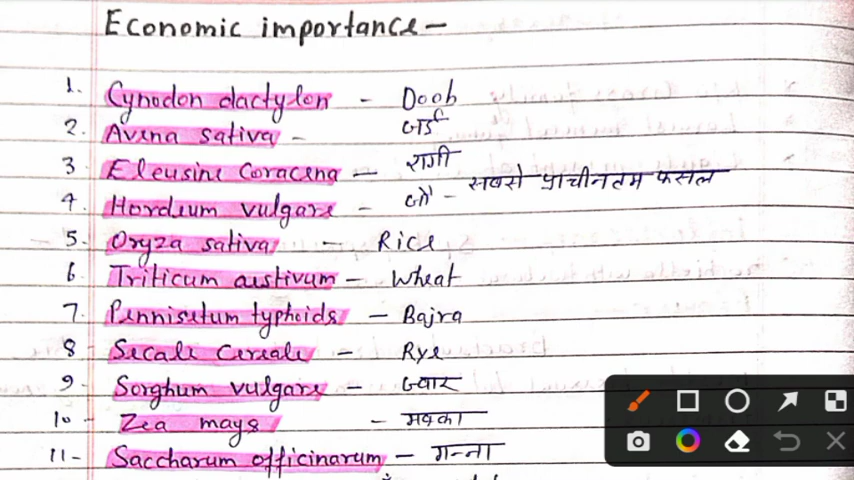 Economic importance -
1. Cynodon dactylon - Doob
2. Avena sativa - जई
3. Eleusine Coracena - रागी
4. Hordeum vulgare - जौ - सबसे प्राचीनतम फसल
5. Oryza sativa - Rice
6. Triticum aestivum - Wheat
7. Pennisetum typhoids - Bajra
8 Secale Cereale - Rye
9 Sorghum vulgare - ज्वार
10 - Zea mays - मक्का
11 - Saccharum officinarum - गन्ना